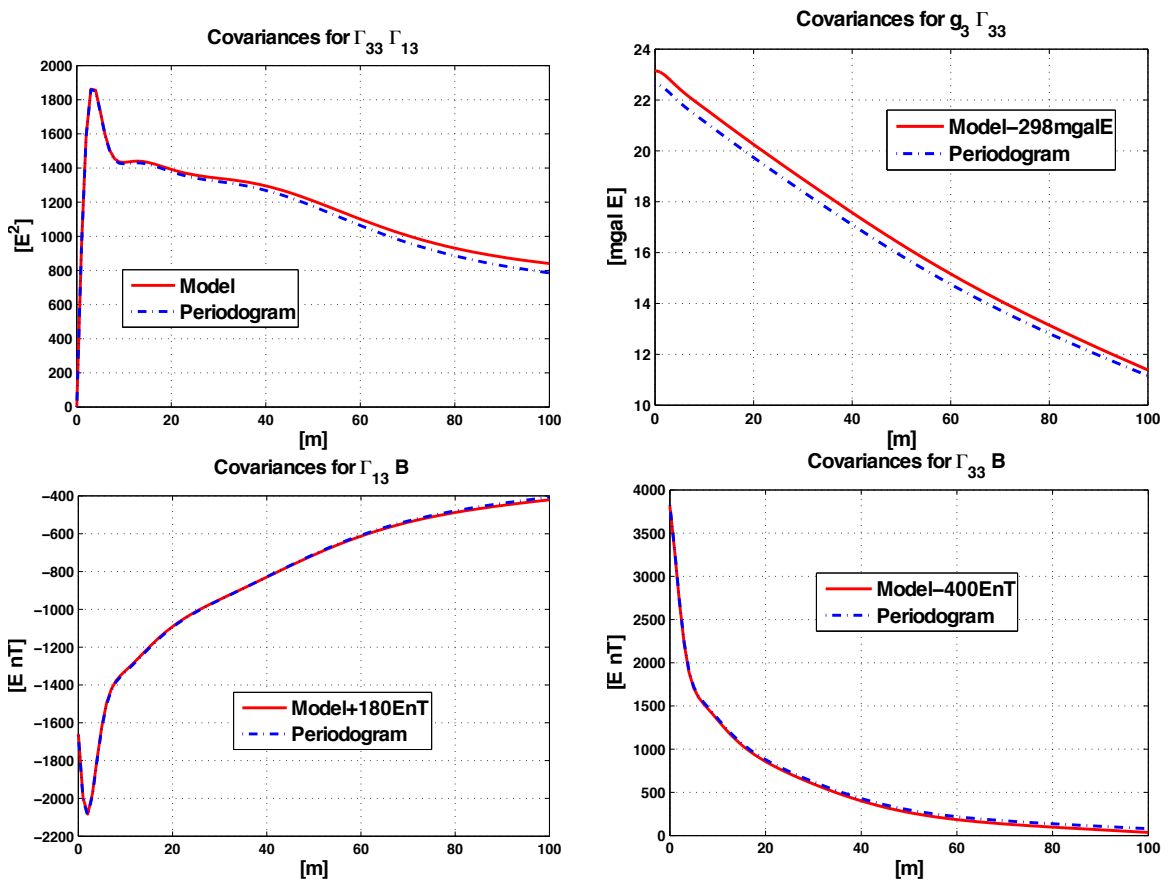 Covariances for Γ33 Γ13
2000
1800
1600
1400
1200
1000
800
600
400
200
0
[E2]
Model
Periodogram
0 20 40 60 80 100
[m]
Covariances for g3 Γ33
24
22
20
18
16
14
12
10
[mgal E]
Model−298mgalE
Periodogram
0 20 40 60 80 100
[m]
Covariances for Γ13 B
−400
−600
−800
−1000
−1200
−1400
−1600
−1800
−2000
−2200
[E nT]
Model+180EnT
Periodogram
0 20 40 60 80 100
[m]
Covariances for Γ33 B
4000
3500
3000
2500
2000
1500
1000
500
0
[E nT]
Model−400EnT
Periodogram
0 20 40 60 80 100
[m]